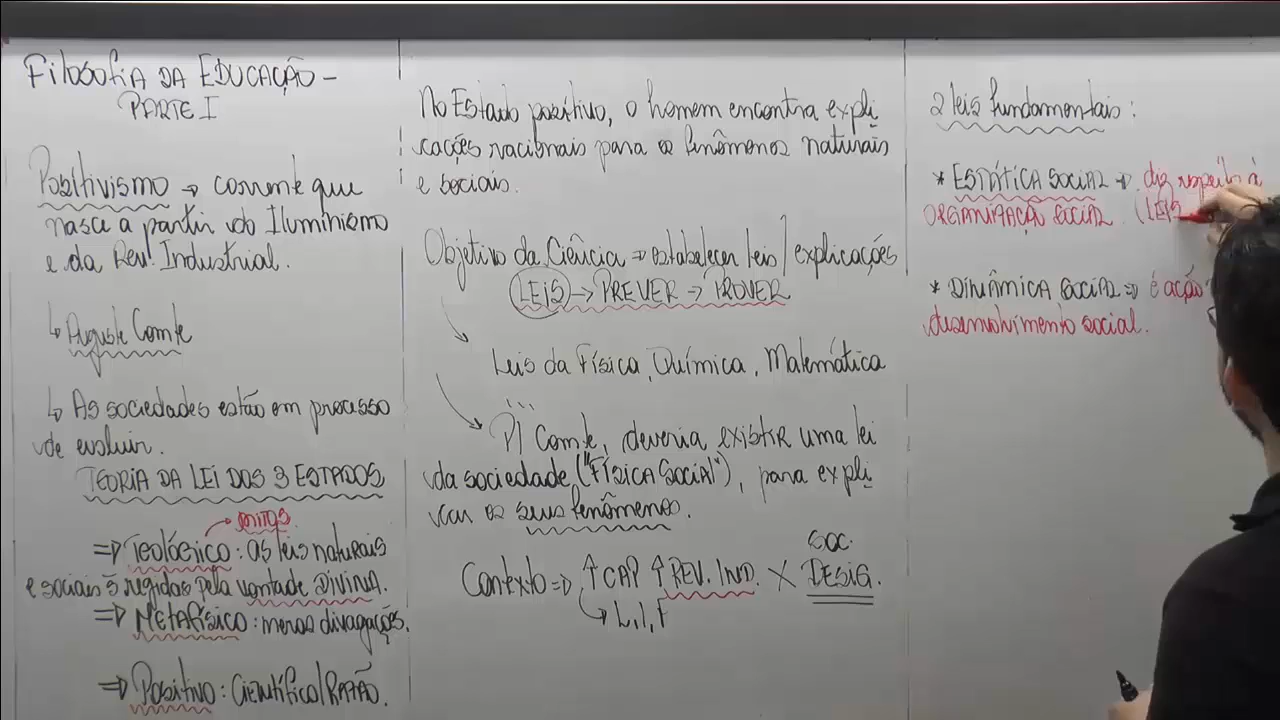 Filosofia da Educação -
PARTE I
Positivismo → corrente que
nasce a partir do Iluminismo
e da Rev. Industrial.
↳ Auguste Comte
↳ As sociedades estão em processo
de evoluir.
TEORIA DA LEI DOS 3 ESTADOS
→ MITOS.
⇒ Teológico: As leis naturais
e sociais s̄ regidas pela vontade DIVINA.
⇒ METAFÍSICO: meras divagações.
⇒ Positivo: Científico/RAZÃO.
No Estado positivo, o homem encontra expli
cações racionais para os fenômenos naturais
e sociais.
Objetivo da Ciência → estabelecer leis/explicações
LEIS → PREVER → PROVER
Leis da Física, Química, Matemática
...
P/ Comte, deveria existir uma lei
da sociedade ("FÍSICA SOCIAL"), para expli
car os seus fenômenos.
SOC.
Contexto ⇒ ↑ CAP ↑ REV. IND. X DESIG.
↳ L, I, F
2 leis fundamentais:
* ESTÁTICA SOCIAL → diz respeito à
ORGANIZAÇÃO SOCIAL. (LEIS
* DINÂMICA SOCIAL ⇒ é ação
desenvolvimento social.